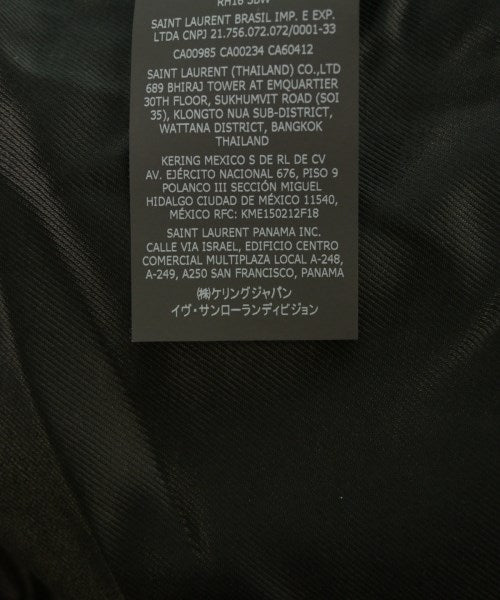 RH16 3BW
SAINT LAURENT BRASIL IMP. E EXP.
LTDA CNPJ 21.756.072.072/0001-33
CA00985 CA00234 CA60412
SAINT LAURENT (THAILAND) CO.,LTD
689 BHIRAJ TOWER AT EMQUARTIER
30TH FLOOR, SUKHUMVIT ROAD (SOI
35), KLONGTO NUA SUB-DISTRICT,
WATTANA DISTRICT, BANGKOK
THAILAND
KERING MEXICO S DE RL DE CV
AV. EJÉRCITO NACIONAL 676, PISO 9
POLANCO III SECCIÓN MIGUEL
HIDALGO CIUDAD DE MÉXICO 11540,
MÉXICO RFC: KME150212F18
SAINT LAURENT PANAMA INC.
CALLE VIA ISRAEL, EDIFICIO CENTRO
COMERCIAL MULTIPLAZA LOCAL A-248,
A-249, A250 SAN FRANCISCO, PANAMA
㈱ケリングジャパン
イヴ・サンローランディビジョン